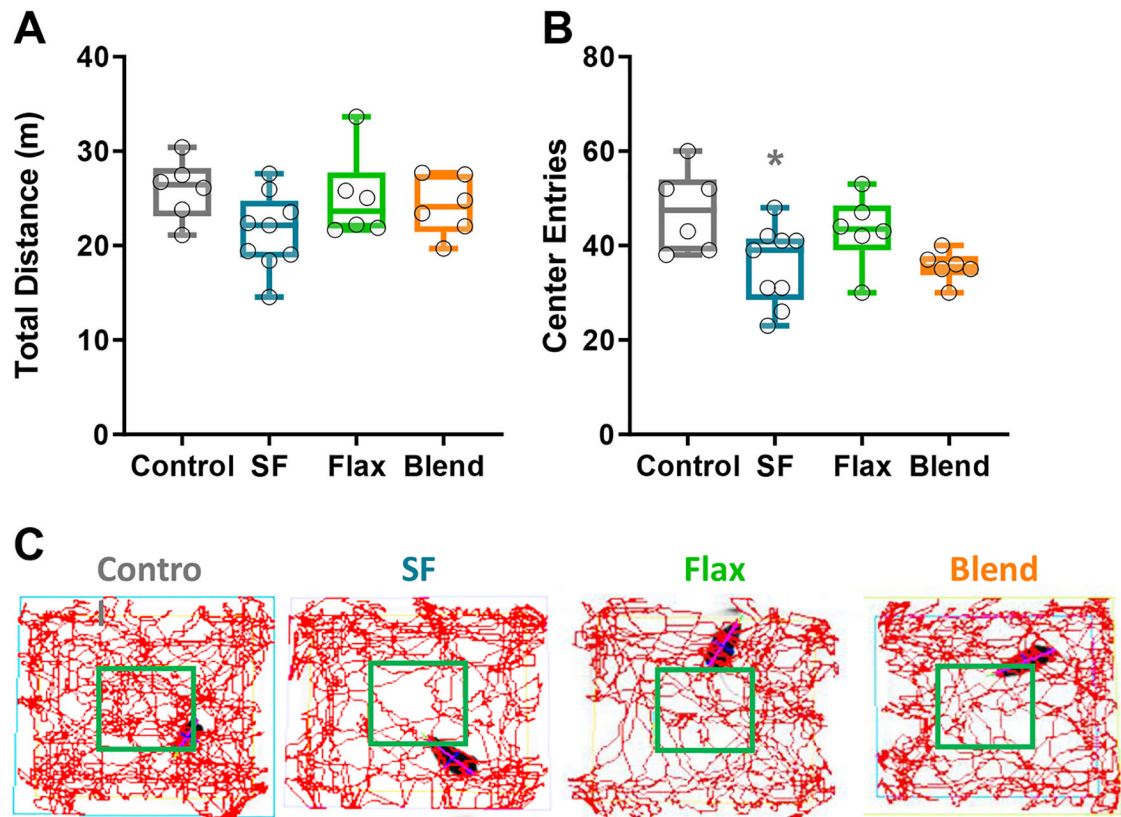 A
B
Total Distance (m)
40
30
20
10
0
Control SF Flax Blend
Center Entries
80
60
40
20
0
*
Control SF Flax Blend
C
Contro
l
SF
Flax
Blend